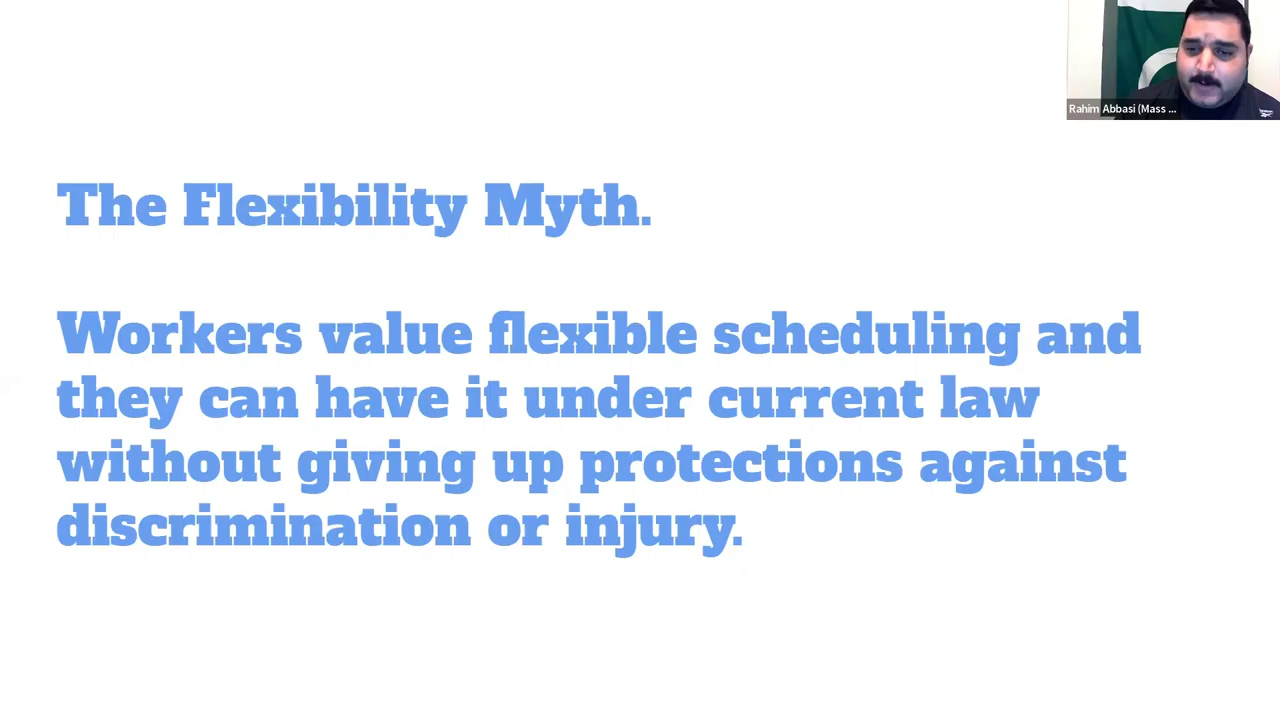 Rahim Abbasi (Mass ...
The Flexibility Myth.
Workers value flexible scheduling and
they can have it under current law
without giving up protections against
discrimination or injury.